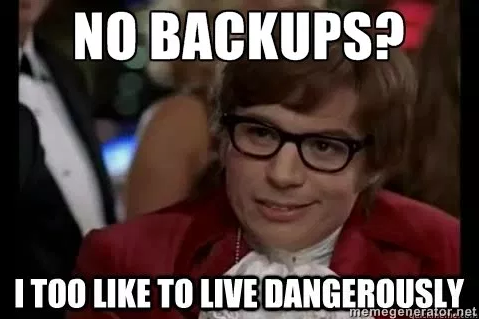 NO BACKUPS?
I TOO LIKE TO LIVE DANGEROUSLY
memegenerator.net